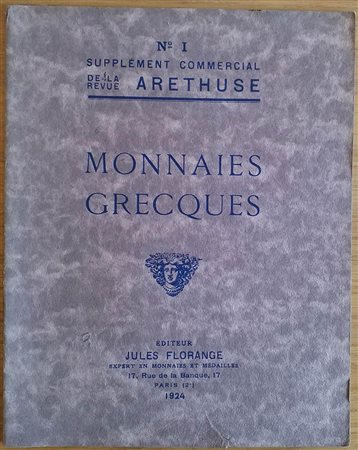 Nº I
SUPPLÉMENT COMMERCIAL
DE LA REVUE ARETHUSE
MONNAIES
GRECQUES
EDITEUR
JULES FLORANGE
EXPERT EN MONNAIES ET MÉDAILLES
17, Rue de la Banque, 17
PARIS (2ᵉ)
1924